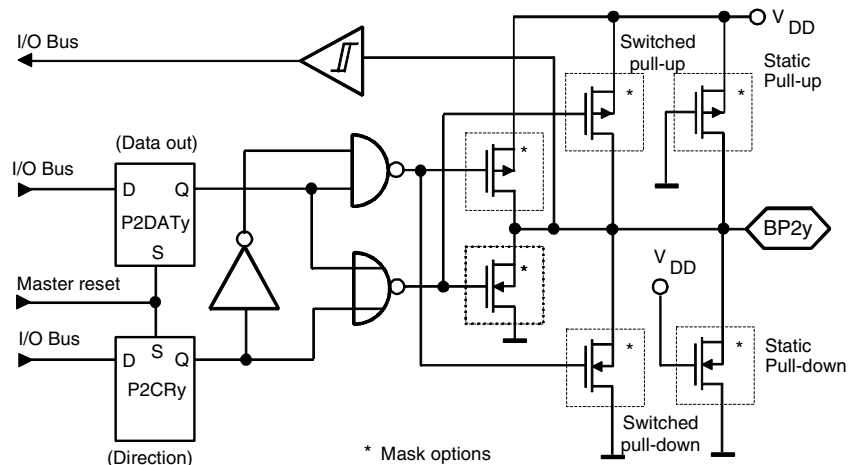 I/O Bus
V
DD
Switched
pull-up
*
Static
Pull-up
*
(Data out)
I/O Bus
D
Q
P2DATy
S
*
Master reset
BP2y
*
V
DD
I/O Bus
D
S
Q
P2CRy
*
*
Static
Pull-down
Switched
pull-down
(Direction)
* Mask options